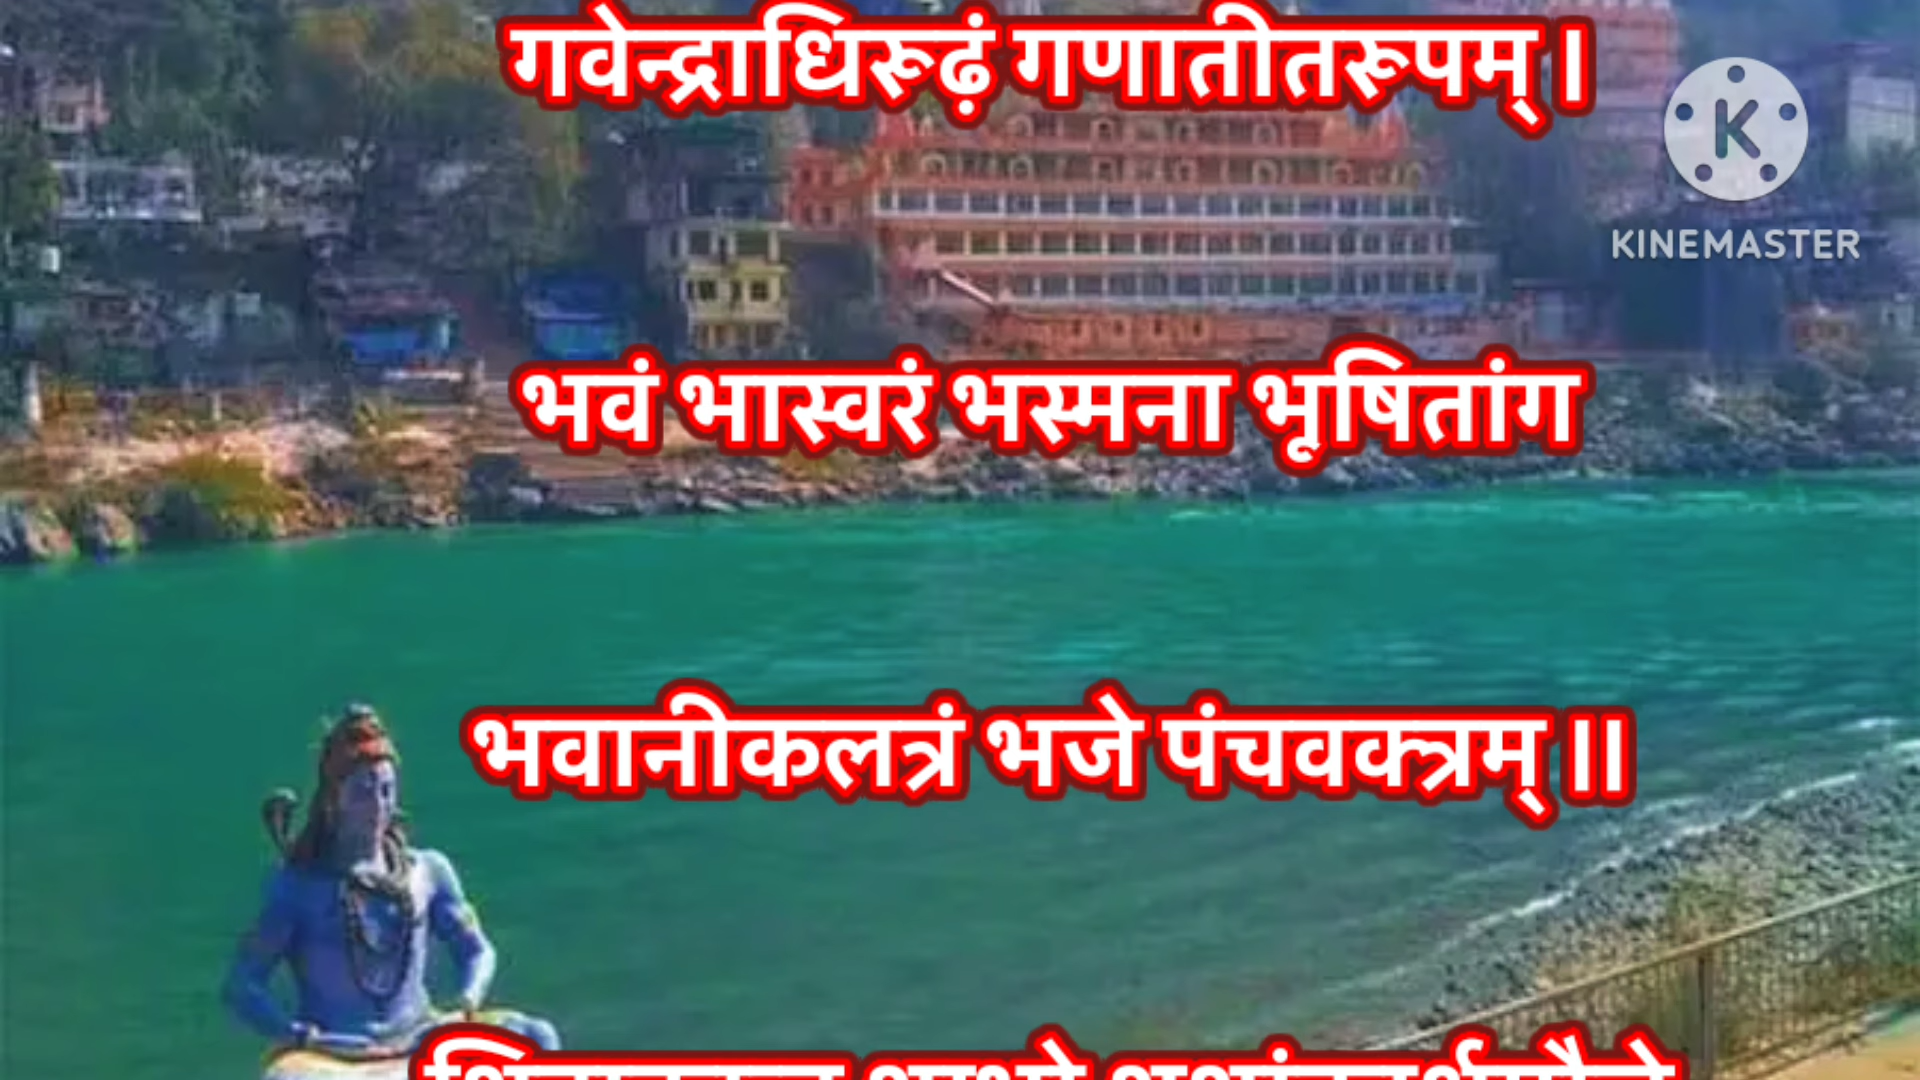 गवेन्द्राधिरूढ़ं गणातीतरूपम् ।
KINEMASTER
भवं भास्वरं भस्मना भूषितांग
भवानीकलत्रं भजे पंचवक्त्रम् ।।